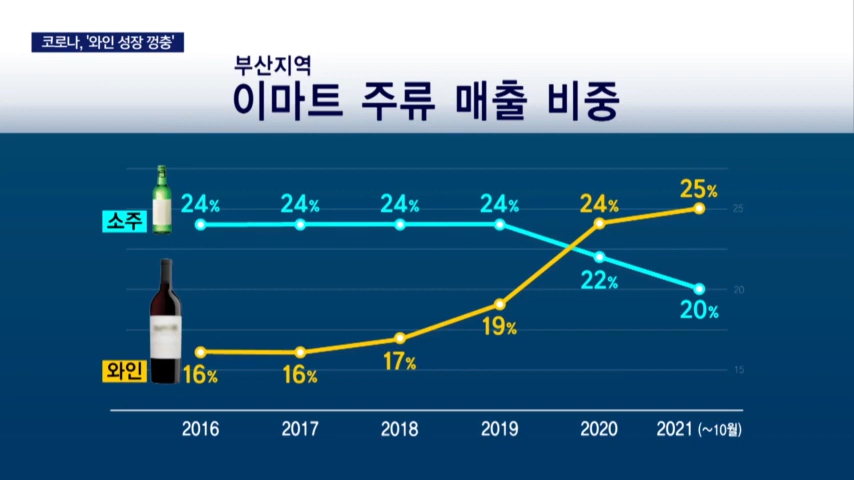 코로나, '와인 성장 껑충'
부산지역
이마트 주류 매출 비중
소주
24% 24% 24% 24% 22% 20%
와인
16% 16% 17% 19% 24% 25%
25
20
15
2016 2017 2018 2019 2020 2021 (~10월)